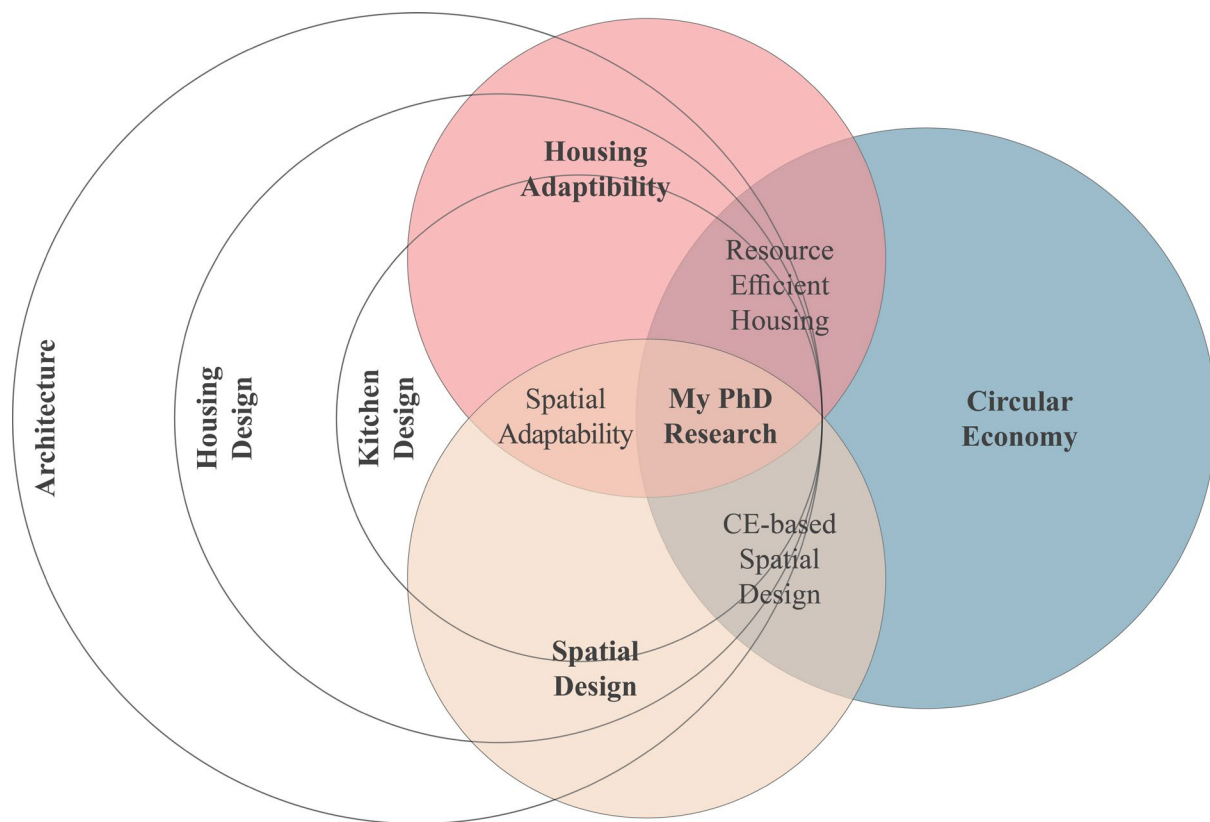 Housing
Adaptibility
Resource
Efficient
Housing
Architecture
Housing
Design
Kitchen
Design
Spatial
Adaptability
My PhD
Research
Circular
Economy
CE-based
Spatial
Design
Spatial
Design